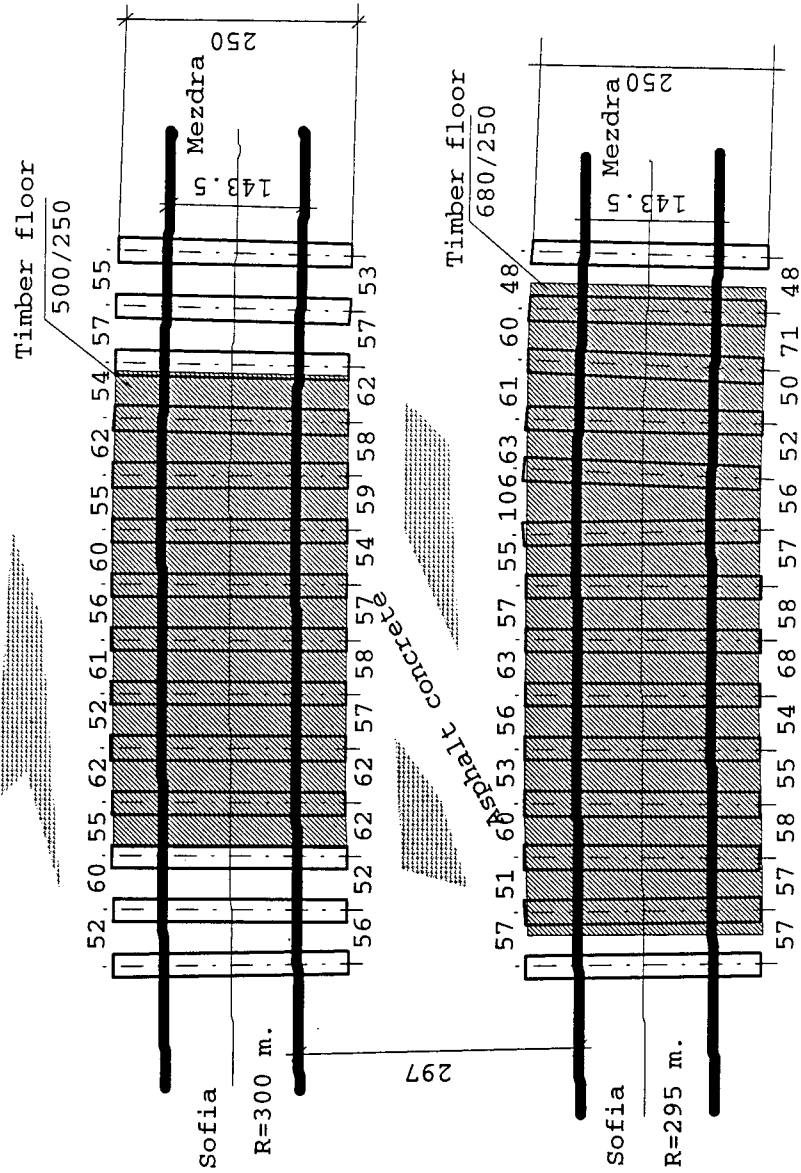 Timber floor
500/250
250
Mezdra
143.5
52 60 55 62 52 61 56 60 55 62 54 57 55
56 52 62 62 57 58 57 54 59 58 62 57 53
Sofia
R=300 m.
297
Asphalt concrete
Timber floor
680/250
250
Mezdra
143.5
57 51 60 53 56 63 57 55 106 63 61 60 48
57 57 58 55 54 68 58 57 56 52 50 71 48
Sofia
R=295 m.